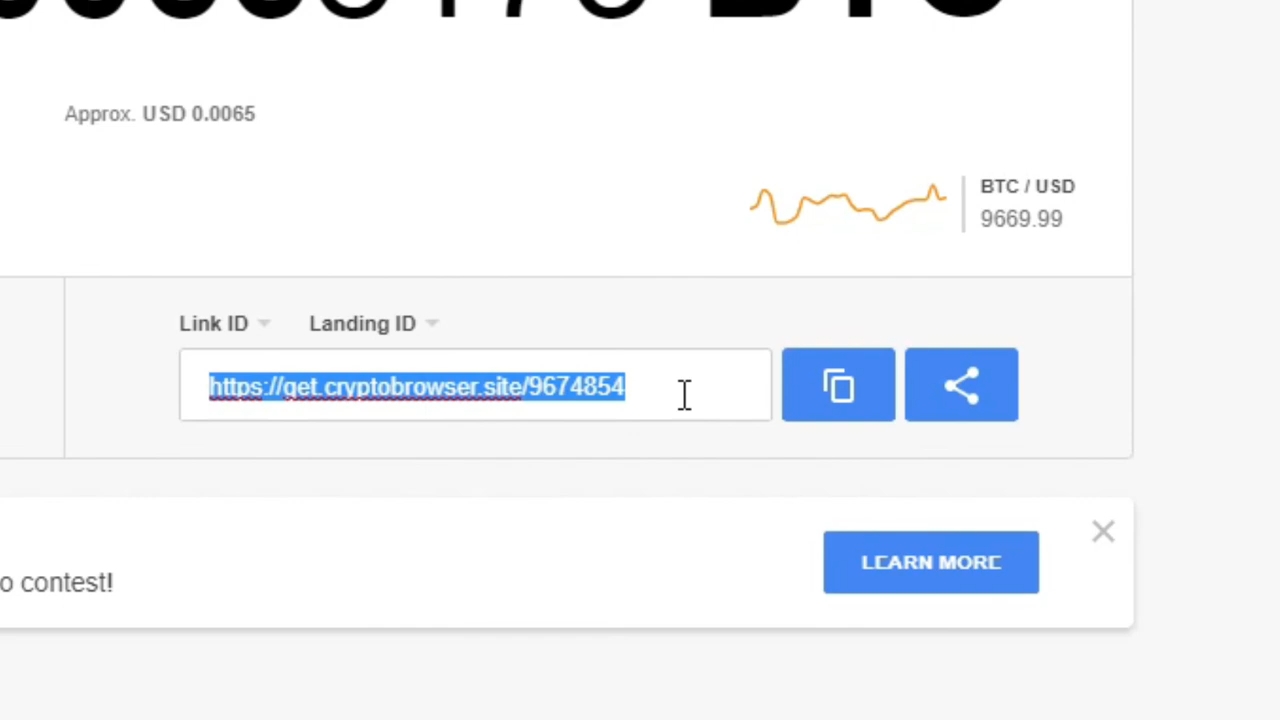 BTC
Approx. USD 0.0065
BTC / USD
9669.99
Link ID Landing ID
https://get.cryptobrowser.site/9674854
LEARN MORE
o contest!